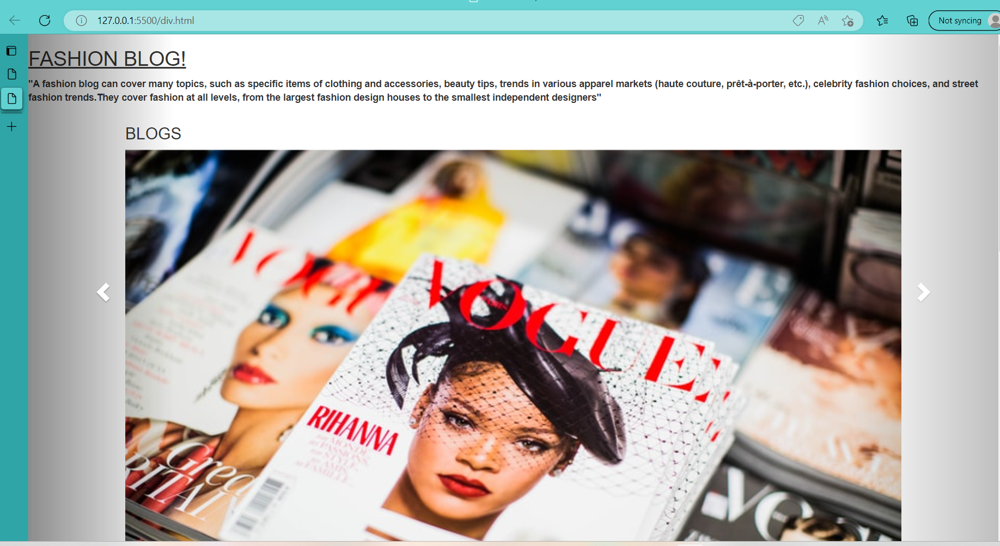 127.0.0.1:5500/div.html
Not syncing
FASHION BLOG!
"A fashion blog can cover many topics, such as specific items of clothing and accessories, beauty tips, trends in various apparel markets (haute couture, prêt-à-porter, etc.), celebrity fashion choices, and street
fashion trends.They cover fashion at all levels, from the largest fashion design houses to the smallest independent designers"
BLOGS
VOGUE
VOGUE
RIHANNA
Great